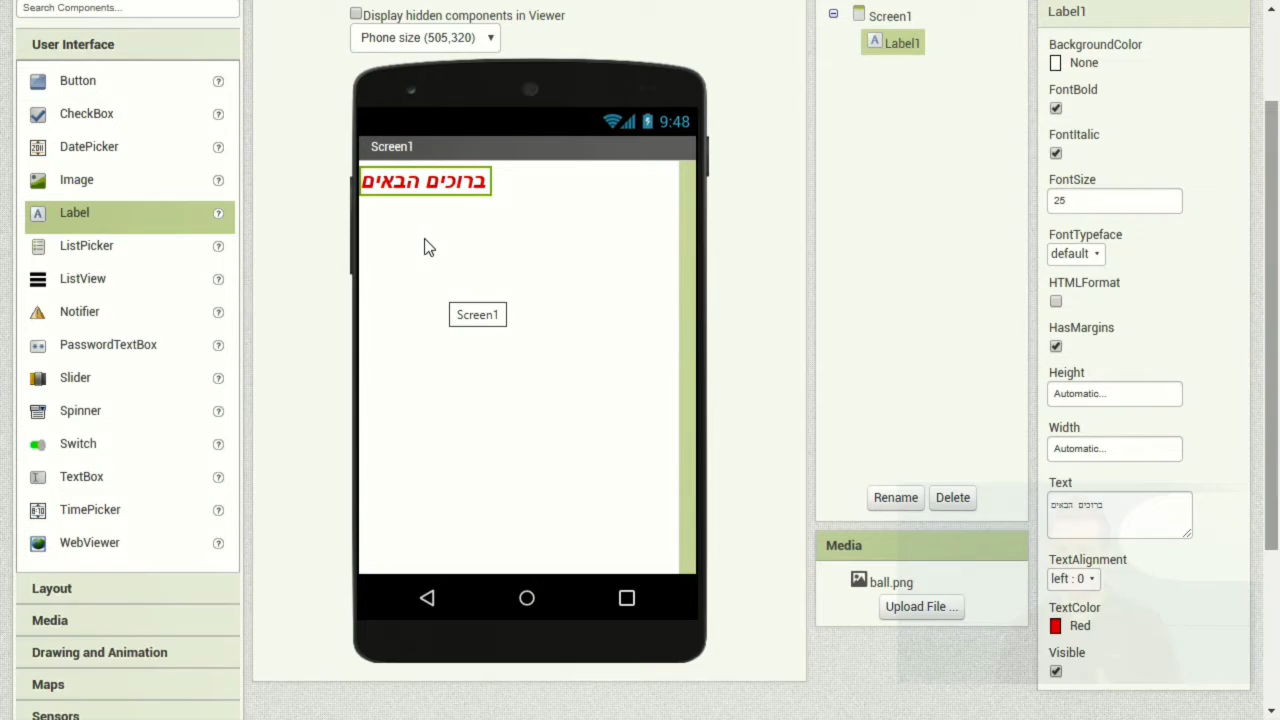 Search Components...
User Interface
Button
CheckBox
DatePicker
Image
Label
ListPicker
ListView
Notifier
PasswordTextBox
Slider
Spinner
Switch
TextBox
TimePicker
WebViewer
Layout
Media
Drawing and Animation
Maps
Sensors
Display hidden components in Viewer
Phone size (505,320)
9:48
Screen1
ברוכים הבאים
Screen1
Screen1
Label1
Rename
Delete
Media
ball.png
Upload File ...
Label1
BackgroundColor
None
FontBold
FontItalic
FontSize
25
FontTypeface
default
HTMLFormat
HasMargins
Height
Automatic...
Width
Automatic...
Text
ברוכים הבאים
TextAlignment
left : 0
TextColor
Red
Visible